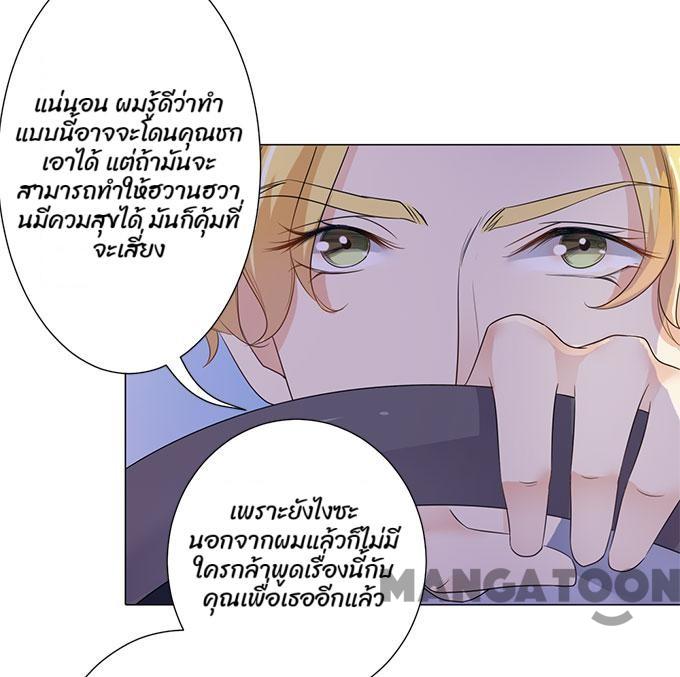 แน่นอน ผมรู้ดีว่าทำ
แบบนี้อาจจะโดนคุณชก
เอาได้ แต่ถ้ามันจะ
สามารถทำให้ฮวานฮวา
นมีควมสุขได้ มันก็คุ้มที่
จะเสี่ยง
เพราะยังไงซะ
นอกจากผมแล้วก็ไม่มี
ใครกล้าพูดเรื่องนี้กับ
คุณเพื่อเธออีกแล้ว
MANGATOON